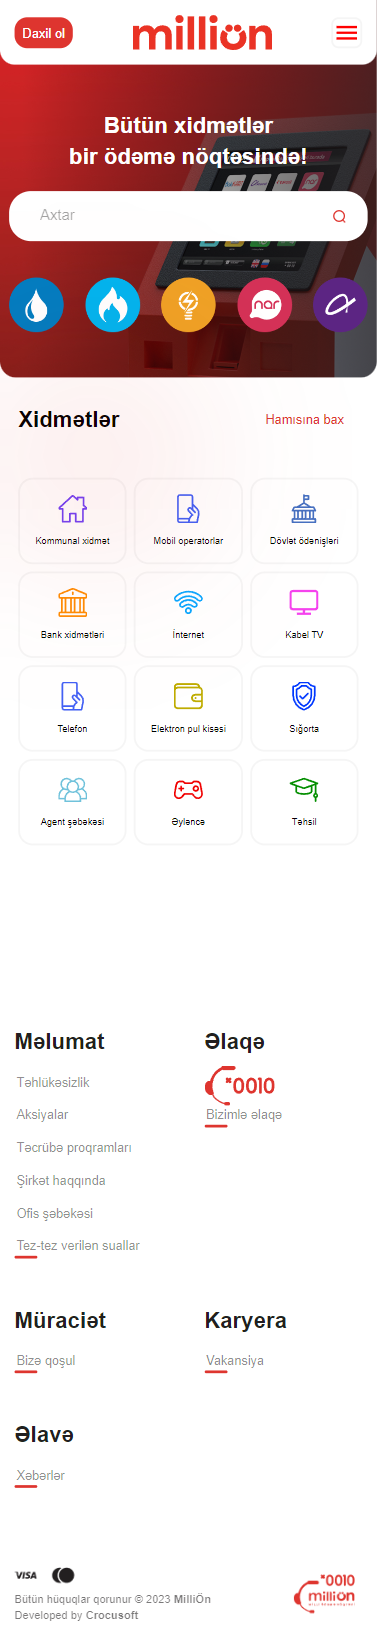 Daxil ol
milliön
Bütün xidmətlər
bir ödəmə nöqtəsində!
Axtar
nar
Xidmətlər
Hamısına bax
Kommunal xidmət
Mobil operatorlar
Dövlət ödənişləri
Bank xidmətləri
İnternet
Kabel TV
Telefon
Elektron pul kisəsi
Sığorta
Agent şəbəkəsi
Əyləncə
Təhsil
Məlumat
Təhlükəsizlik
Aksiyalar
Təcrübə proqramları
Şirkət haqqında
Ofis şəbəkəsi
Tez-tez verilən suallar
Əlaqə
*0010
Bizimlə əlaqə
Müraciət
Bizə qoşul
Karyera
Vakansiya
Əlavə
Xəbərlər
VISA
Bütün hüquqlar qorunur © 2023 MilliÖn
Developed by Crocusoft
*0010
milliön